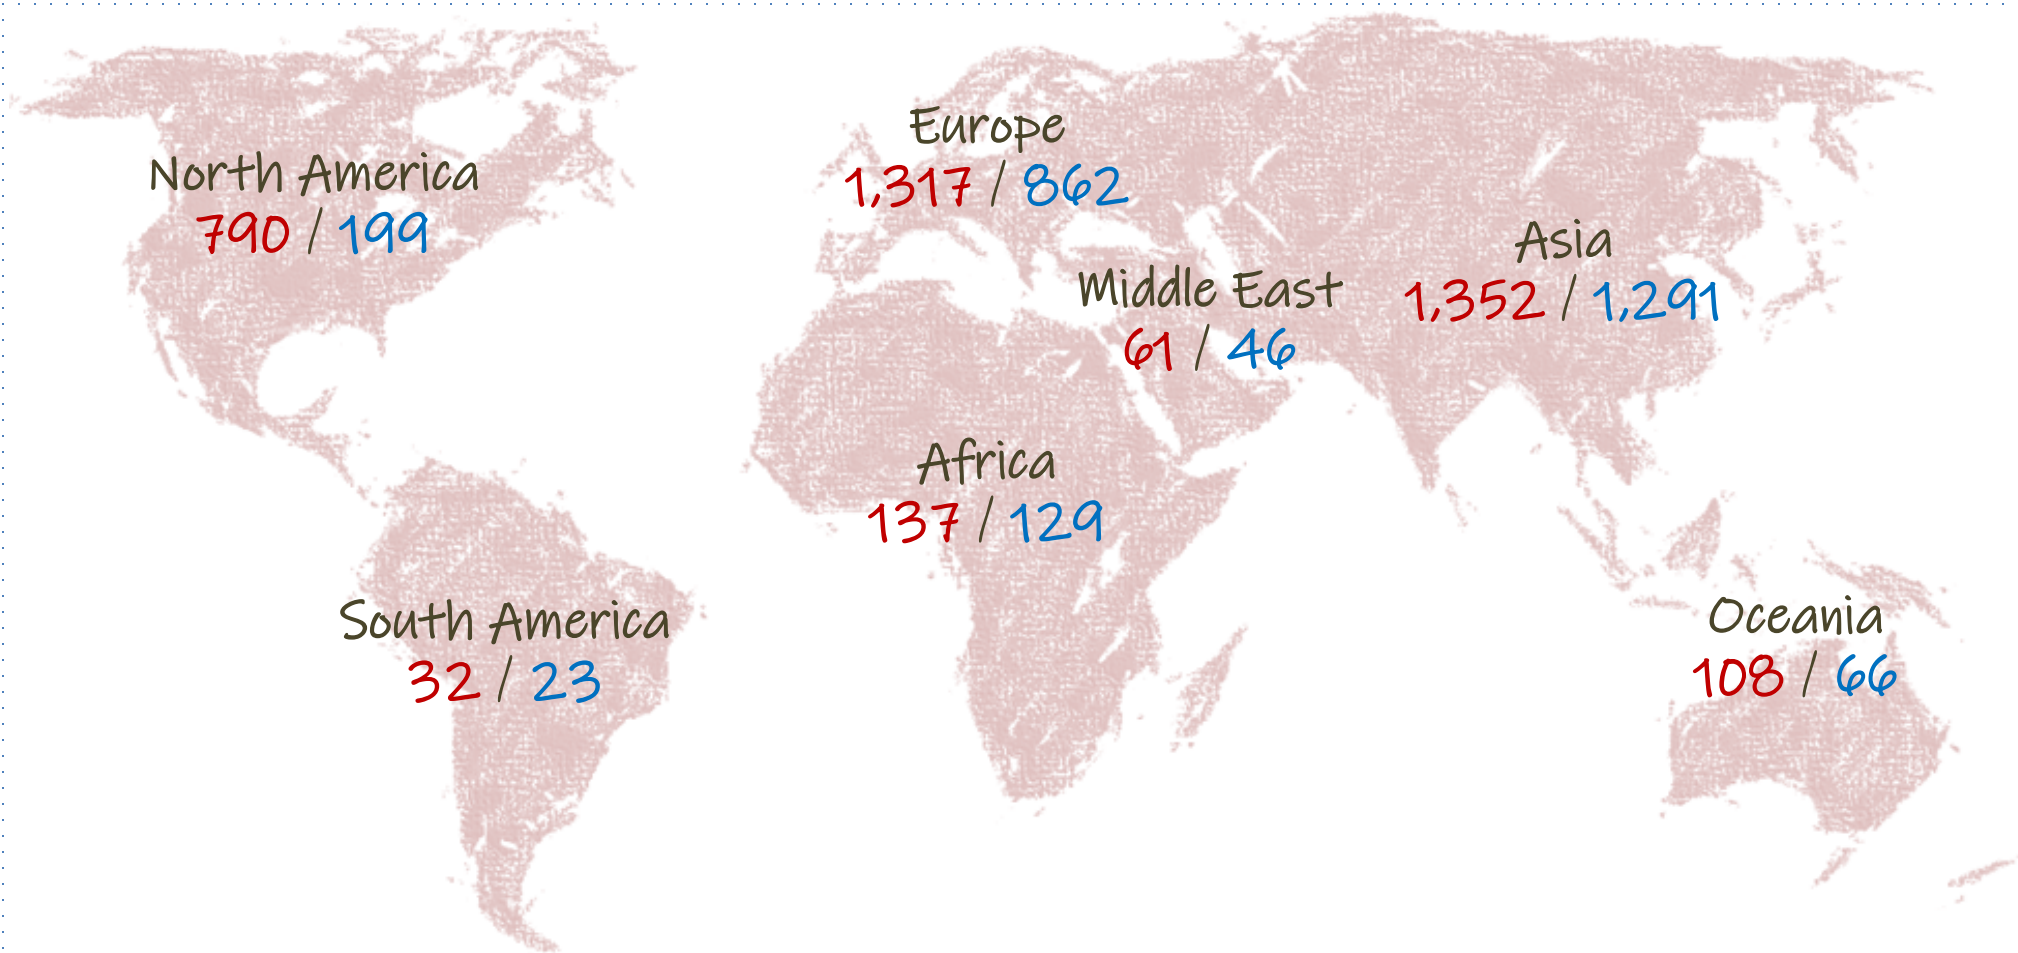 North America
790 / 199
Europe
1,317 / 862
Asia
1,352 / 1,291
Middle East
61 / 46
Africa
137 / 129
South America
32 / 23
Oceania
108 / 66